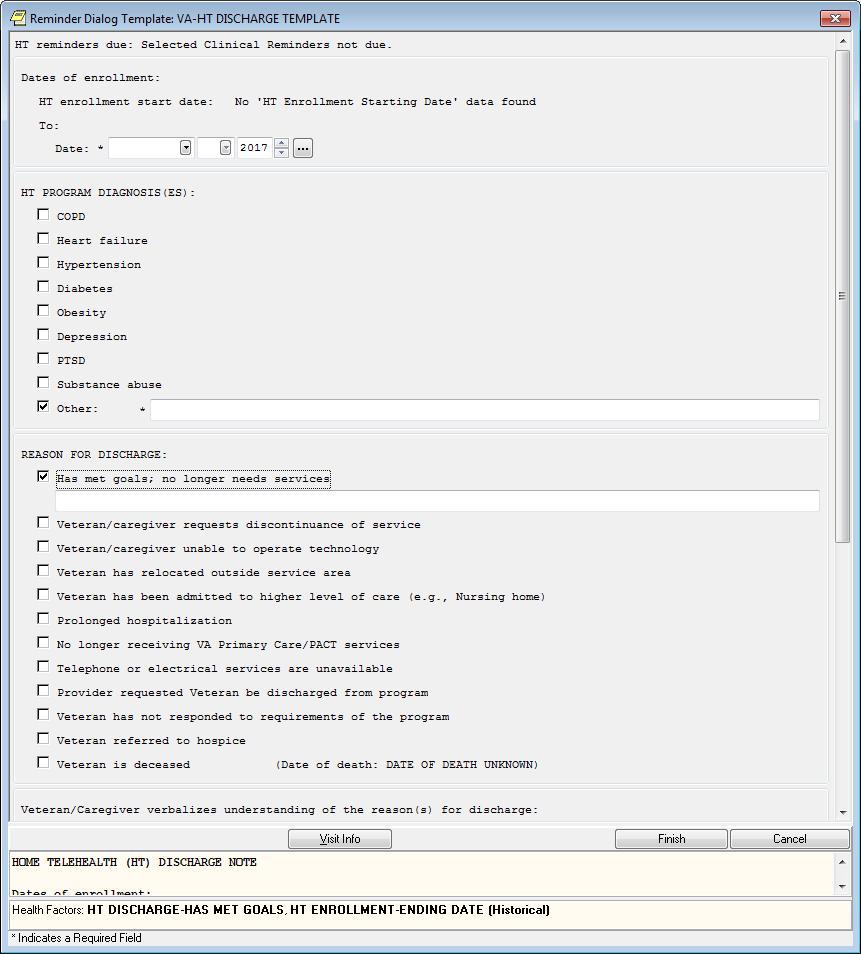 Reminder Dialog Template: VA-HT DISCHARGE TEMPLATE
HT reminders due: Selected Clinical Reminders not due.
Dates of enrollment:
HT enrollment start date: No 'HT Enrollment Starting Date' data found
To:
Date: * 2017 ...
HT PROGRAM DIAGNOSIS(ES):
COPD
Heart failure
Hypertension
Diabetes
Obesity
Depression
PTSD
Substance abuse
Other: *
REASON FOR DISCHARGE:
Has met goals; no longer needs services
Veteran/caregiver requests discontinuance of service
Veteran/caregiver unable to operate technology
Veteran has relocated outside service area
Veteran has been admitted to higher level of care (e.g., Nursing home)
Prolonged hospitalization
No longer receiving VA Primary Care/PACT services
Telephone or electrical services are unavailable
Provider requested Veteran be discharged from program
Veteran has not responded to requirements of the program
Veteran referred to hospice
Veteran is deceased (Date of death: DATE OF DEATH UNKNOWN)
Veteran/Caregiver verbalizes understanding of the reason(s) for discharge:
Visit Info Finish Cancel
HOME TELEHEALTH (HT) DISCHARGE NOTE
Dates of enrollment:
Health Factors: HT DISCHARGE-HAS MET GOALS, HT ENROLLMENT-ENDING DATE (Historical)
* Indicates a Required Field